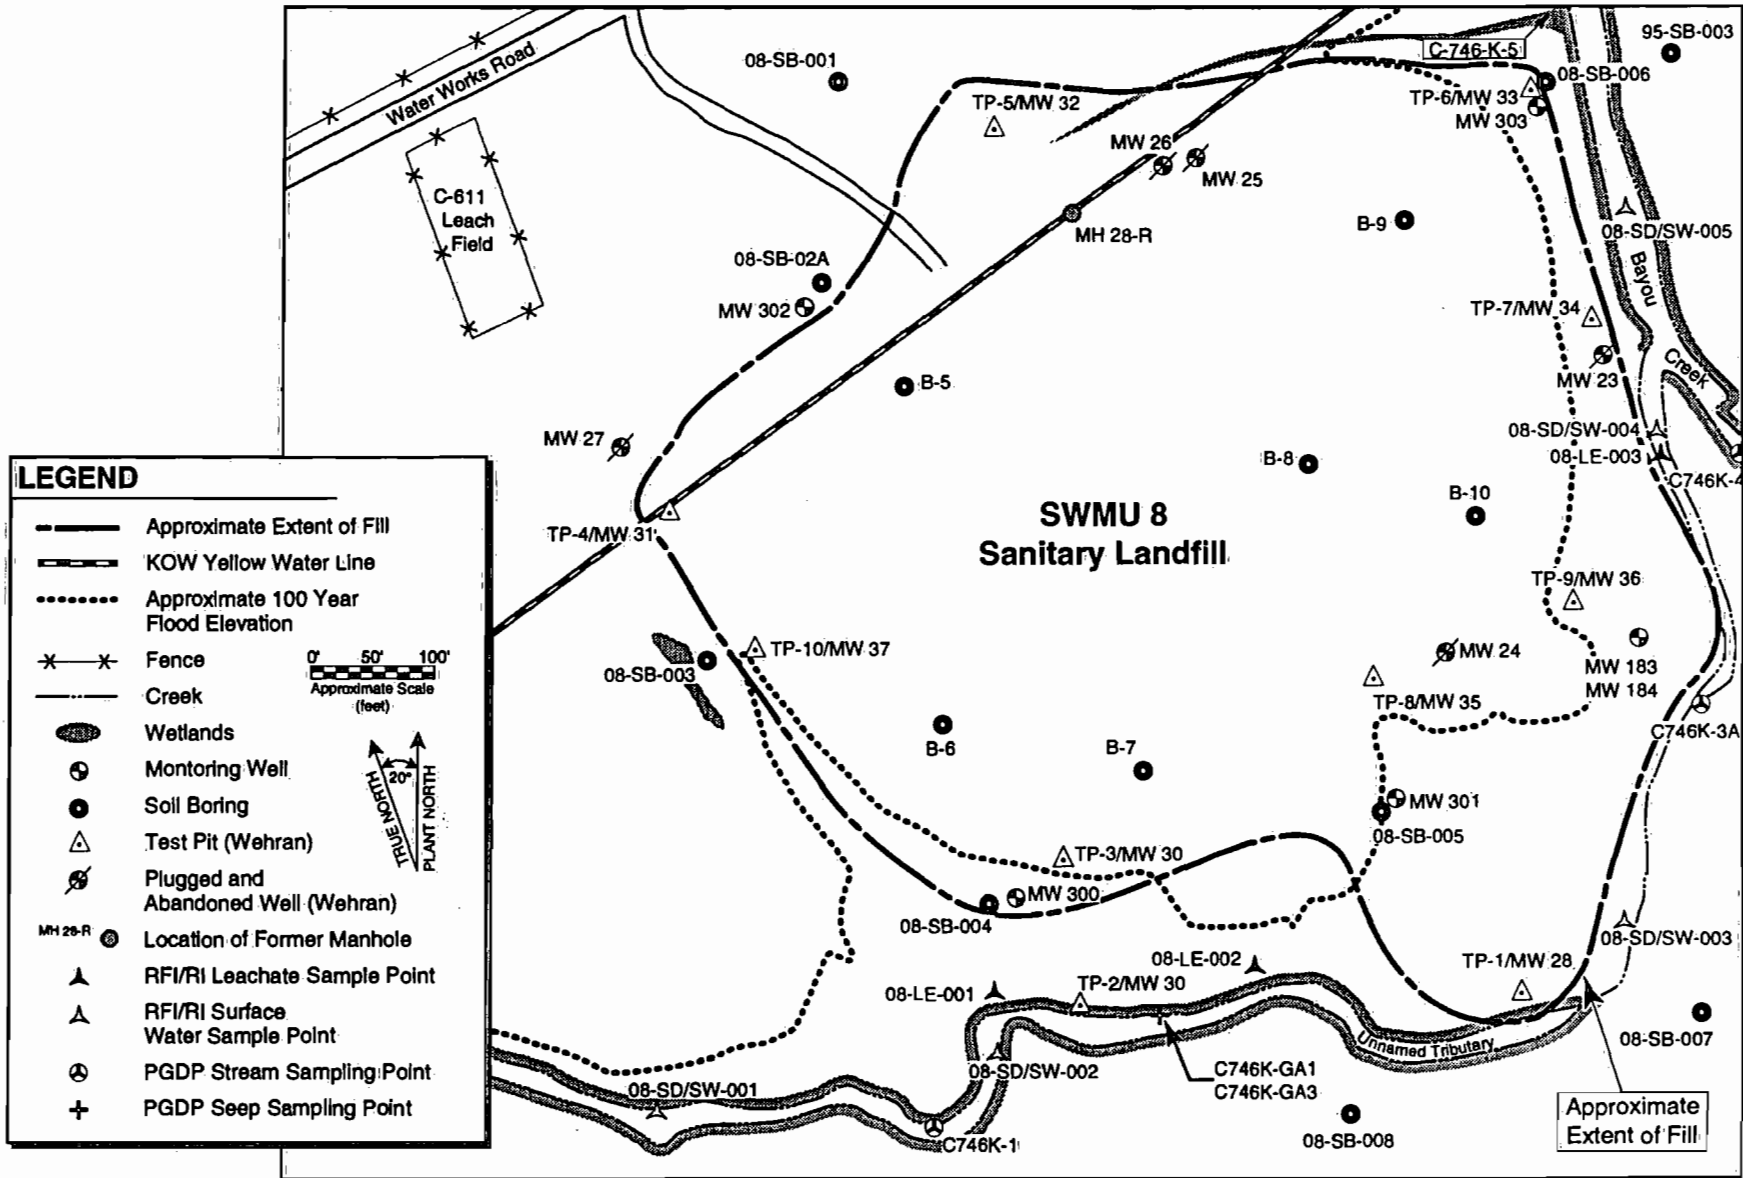 C-746-K-5
95-SB-003
08-SB-001
08-SB-006
Water Works Road
TP-5/MW 32
TP-6/MW 33
MW 303
MW 26
MW 25
C-611
Leach
Field
B-9
MH 28-R
08-SD/SW-005
Bayou
08-SB-02A
MW 302
TP-7/MW 34
Creek
MW 23
B-5
08-SD/SW-004
MW 27
B-8
08-LE-003
C746K-4
B-10
SWMU 8
Sanitary Landfill
TP-4/MW 31
TP-9/MW 36
TP-10/MW 37
MW 24
08-SB-003
MW 183
MW 184
TP-8/MW 35
C746K-3A
B-6
B-7
MW 301
08-SB-005
TP-3/MW 30
MW 300
08-SB-004
08-SD/SW-003
08-LE-002
TP-1/MW 28
08-LE-001
TP-2/MW 30
08-SB-007
Unnamed Tributary
08-SD/SW-002
C746K-GA1
C746K-GA3
08-SD/SW-001
Approximate
Extent of Fill
C746K-1
08-SB-008
LEGEND
Approximate Extent of Fill
KOW Yellow Water Line
Approximate 100 Year
Flood Elevation
Fence
0' 50' 100'
Approximate Scale
(feet)
Creek
Wetlands
Montoring Well
20°
TRUE NORTH
PLANT NORTH
Soil Boring
Test Pit (Wehran)
Plugged and
Abandoned Well (Wehran)
MH 28-R
Location of Former Manhole
RFI/RI Leachate Sample Point
RFI/RI Surface
Water Sample Point
PGDP Stream Sampling Point
PGDP Seep Sampling Point